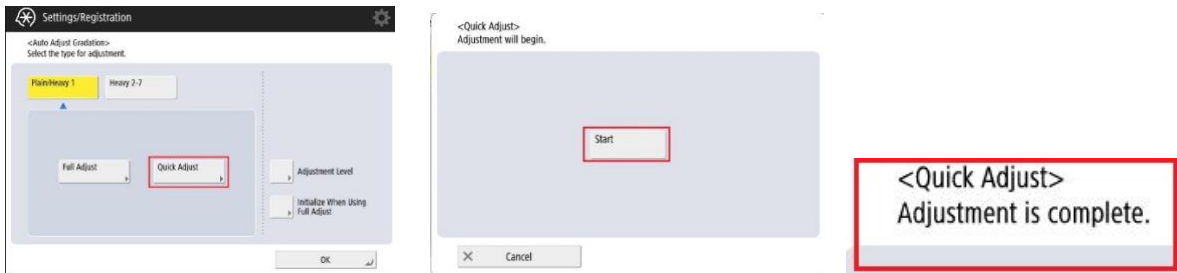 Settings/Registration
<Auto Adjust Gradation>
Select the type for adjustment.
Plain/Heavy 1
Heavy 2-7
Full Adjust
Quick Adjust
Adjustment Level
Initialize When Using
Full Adjust
OK
<Quick Adjust>
Adjustment will begin.
Start
Cancel
<Quick Adjust>
Adjustment is complete.